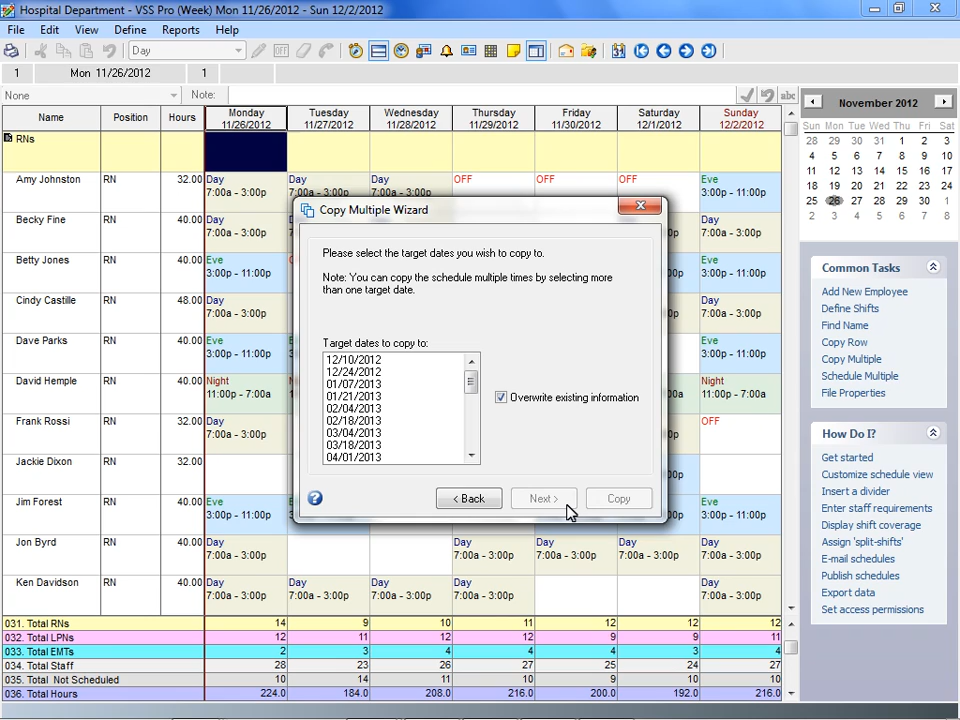 Hospital Department - VSS Pro (Week) Mon 11/26/2012 - Sun 12/2/2012
File Edit View Define Reports Help
Day
1 Mon 11/26/2012 1
None Note: abc
Name Position Hours Monday Tuesday Wednesday Thursday Friday Saturday Sunday
11/26/2012 11/27/2012 11/28/2012 11/29/2012 11/30/2012 12/1/2012 12/2/2012
RNs
Amy Johnston RN 32.00 Day Day Day OFF OFF OFF Eve
7:00a - 3:00p 7:00a - 3:00p 7:00a - 3:00p 3:00p - 11:00p
Becky Fine RN 40.00 Day Day
7:00a - 3:00p 7:00a - 3:00p
Betty Jones RN 40.00 Eve Eve
3:00p - 11:00p 3:00p - 11:00p
Cindy Castille RN 48.00 Day Day
7:00a - 3:00p 7:00a - 3:00p
Dave Parks RN 40.00 Eve Eve
3:00p - 11:00p 3:00p - 11:00p
David Hemple RN 40.00 Night Night
11:00p - 7:00a 11:00p - 7:00a
Frank Rossi RN 40.00 Day OFF
7:00a - 3:00p
Jackie Dixon RN 32.00
Jim Forest RN 40.00 Eve Eve
3:00p - 11:00p 3:00p - 11:00p
Jon Byrd RN 40.00 Day Day Day Day Day
7:00a - 3:00p 7:00a - 3:00p 7:00a - 3:00p 7:00a - 3:00p 7:00a - 3:00p
Ken Davidson RN 40.00 Day Day Day Day Day
7:00a - 3:00p 7:00a - 3:00p 7:00a - 3:00p 7:00a - 3:00p 7:00a - 3:00p
031. Total RNs 14 9 10 11 12 12 12
032. Total LPNs 12 11 12 12 9 9 11
033. Total EMTs 2 3 4 4 4 3 4
034. Total Staff 28 23 26 27 25 24 27
035. Total Not Scheduled 10 14 11 10 9 10 10
036. Total Hours 224.0 184.0 208.0 216.0 200.0 192.0 216.0
Copy Multiple Wizard
Please select the target dates you wish to copy to.
Note: You can copy the schedule multiple times by selecting more
than one target date.
Target dates to copy to:
12/10/2012
12/24/2012
01/07/2013
01/21/2013
02/04/2013
02/18/2013
03/04/2013
03/18/2013
04/01/2013
Overwrite existing information
< Back Next > Copy
November 2012
Sun Mon Tue Wed Thu Fri Sat
28 29 30 31 1 2 3
4 5 6 7 8 9 10
11 12 13 14 15 16 17
18 19 20 21 22 23 24
25 26 27 28 29 30 1
2 3 4 5 6 7 8
Common Tasks
Add New Employee
Define Shifts
Find Name
Copy Row
Copy Multiple
Schedule Multiple
File Properties
How Do I?
Get started
Customize schedule view
Insert a divider
Enter staff requirements
Display shift coverage
Assign 'split-shifts'
E-mail schedules
Publish schedules
Export data
Set access permissions